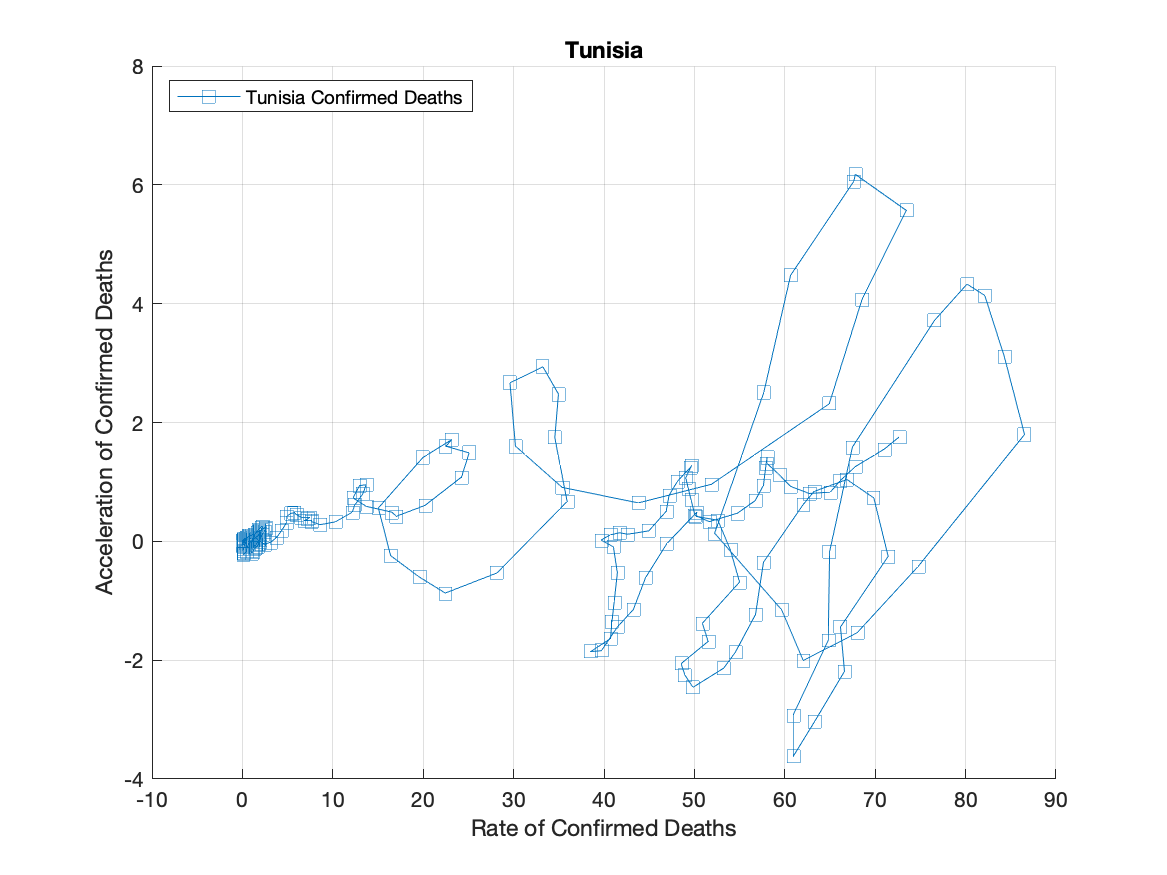 Tunisia
Tunisia Confirmed Deaths
8
6
4
2
0
-2
-4
Acceleration of Confirmed Deaths
-10 0 10 20 30 40 50 60 70 80 90
Rate of Confirmed Deaths